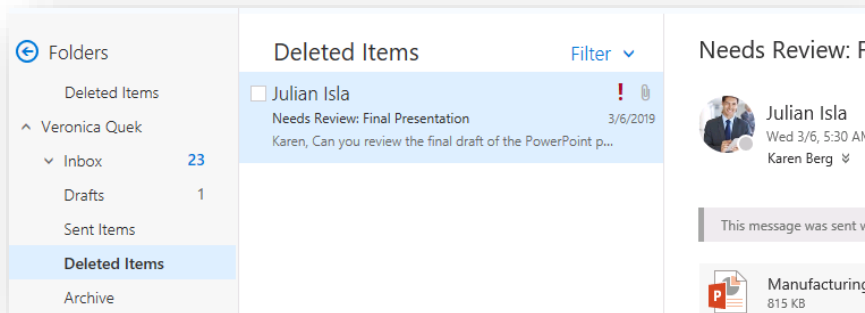 Folders
Deleted Items
Veronica Quek
Inbox 23
Drafts 1
Sent Items
Deleted Items
Archive
Deleted Items Filter
Julian Isla !
Needs Review: Final Presentation 3/6/2019
Karen, Can you review the final draft of the PowerPoint p...
Needs Review:
Julian Isla
Wed 3/6, 5:30 AM
Karen Berg
This message was sent
P
Manufacturing
815 KB